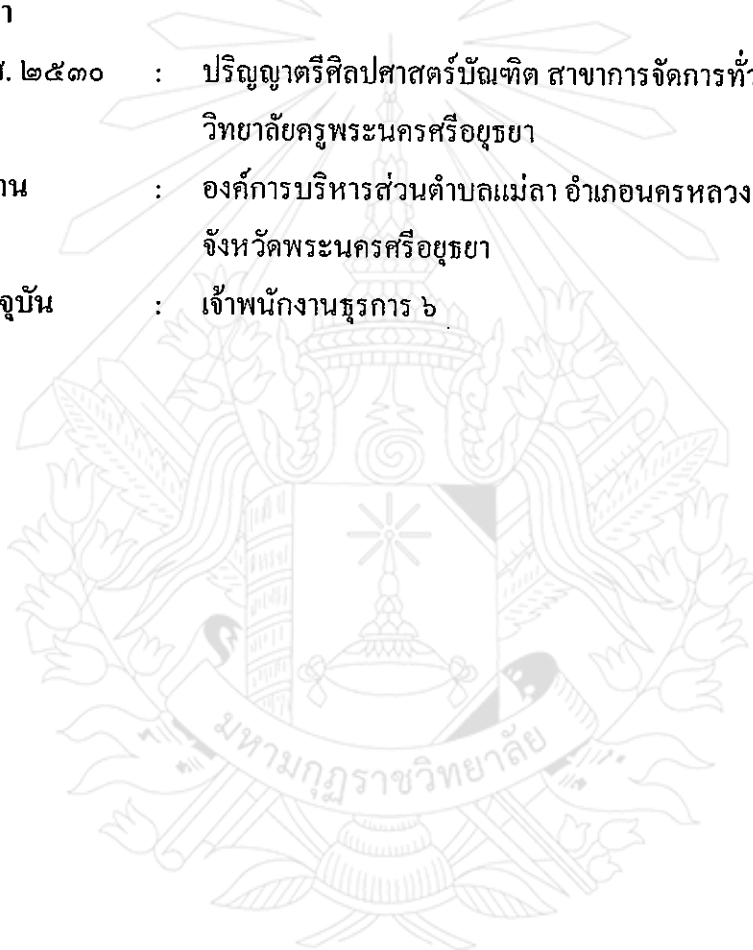 า
ศ. ๒๕๓๐ : ปริญญาตรีศิลปศาสตร์บัณฑิต สาขาการจัดการทั่ว
วิทยาลัยครูพระนครศรีอยุธยา
าน : องค์การบริหารส่วนตำบลแม่ลา อำเภอนครหลวง
จังหวัดพระนครศรีอยุธยา
จุบัน : เจ้าพนักงานธุรการ ๖
มหามกุฏราชวิทยาลัย